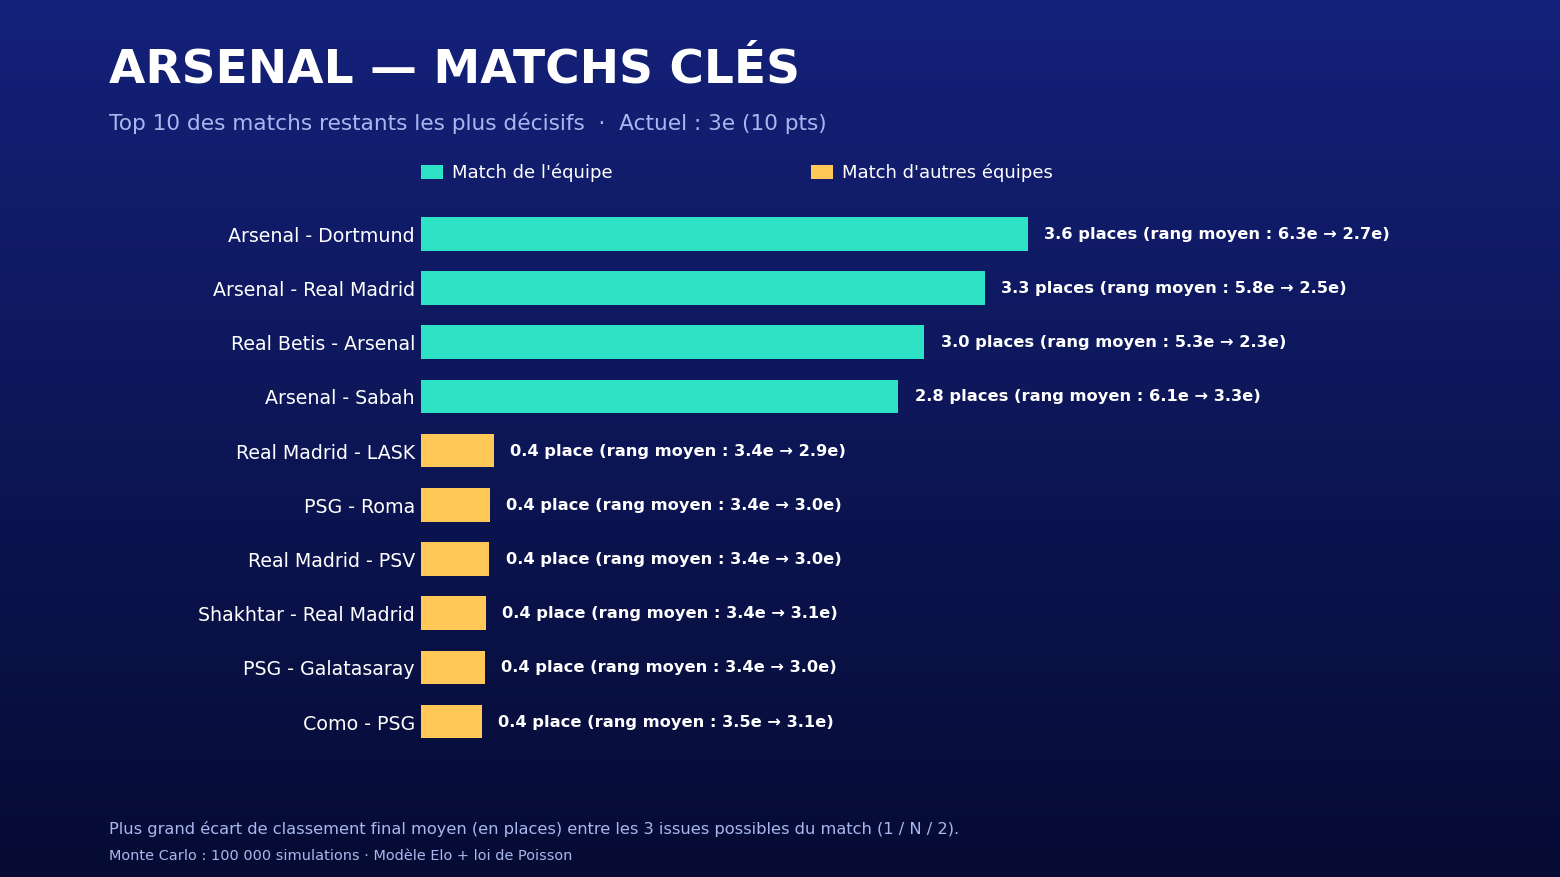 ARSENAL — MATCHS CLÉS
Top 10 des matchs restants les plus décisifs · Actuel : 3e (10 pts)
Match de l'équipe
Match d'autres équipes
Arsenal - Dortmund
3.6 places (rang moyen : 6.3e → 2.7e)
Arsenal - Real Madrid
3.3 places (rang moyen : 5.8e → 2.5e)
Real Betis - Arsenal
3.0 places (rang moyen : 5.3e → 2.3e)
Arsenal - Sabah
2.8 places (rang moyen : 6.1e → 3.3e)
Real Madrid - LASK
0.4 place (rang moyen : 3.4e → 2.9e)
PSG - Roma
0.4 place (rang moyen : 3.4e → 3.0e)
Real Madrid - PSV
0.4 place (rang moyen : 3.4e → 3.0e)
Shakhtar - Real Madrid
0.4 place (rang moyen : 3.4e → 3.1e)
PSG - Galatasaray
0.4 place (rang moyen : 3.4e → 3.0e)
Como - PSG
0.4 place (rang moyen : 3.5e → 3.1e)
Plus grand écart de classement final moyen (en places) entre les 3 issues possibles du match (1 / N / 2).
Monte Carlo : 100 000 simulations · Modèle Elo + loi de Poisson